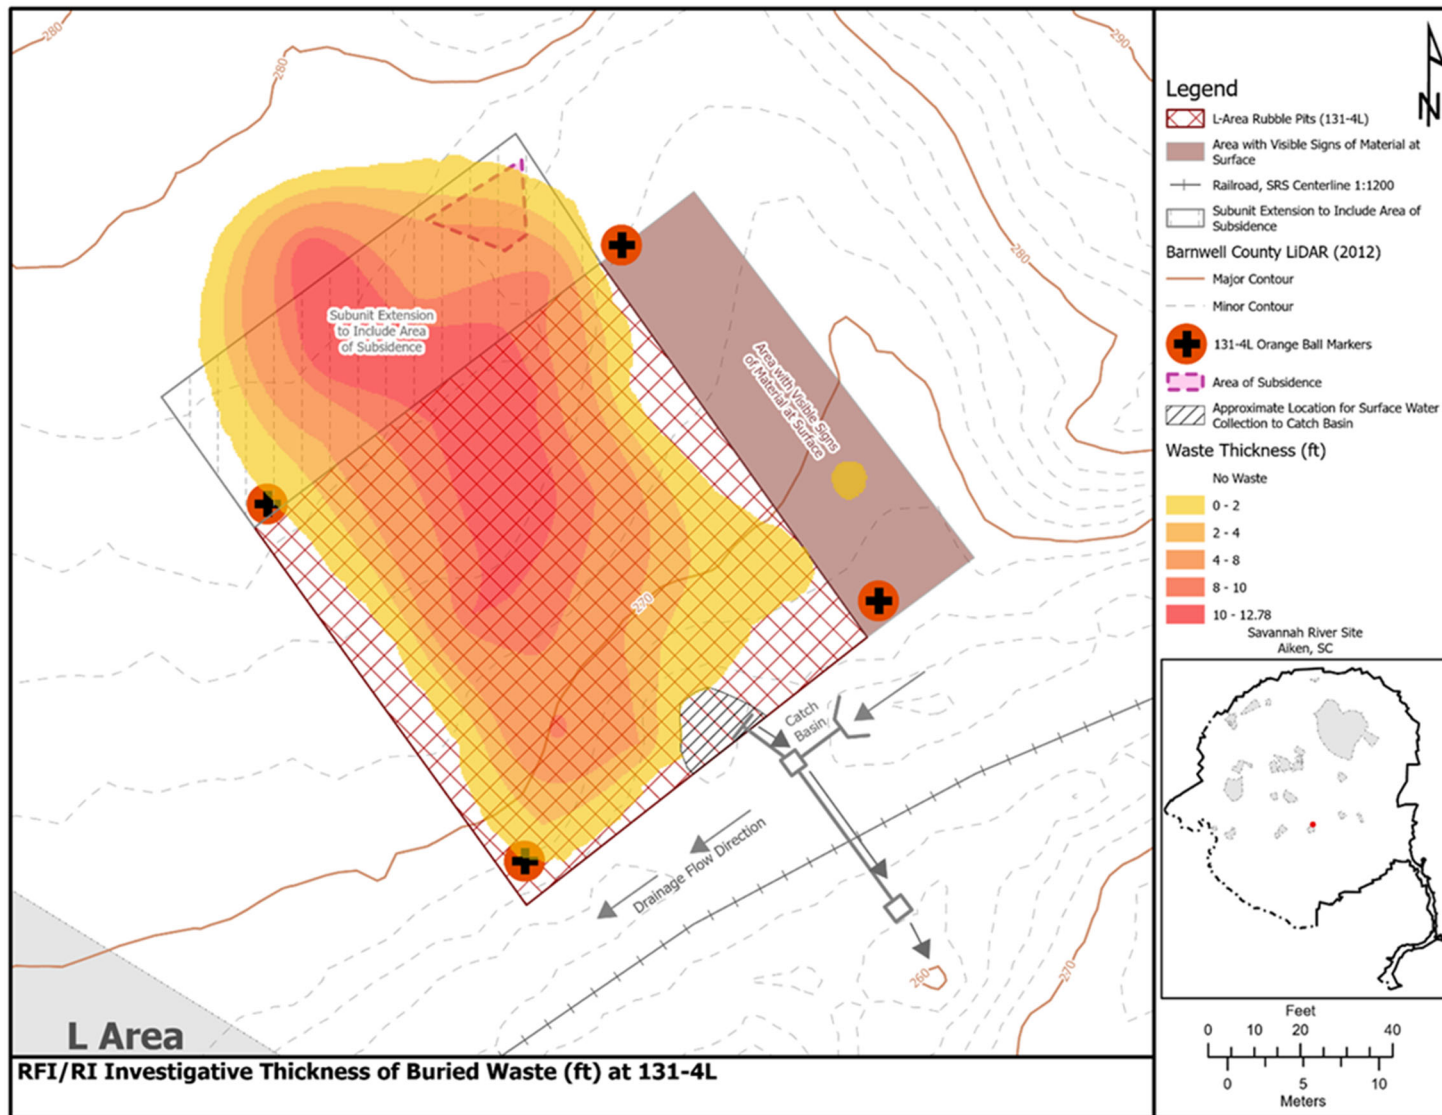 280
280
290
280
Subunit Extension
to Include Area
of Subsidence
Area with Visible Signs
of Material at Surface
270
Catch
Basin
Drainage Flow Direction
260
270
L Area
RFI/RI Investigative Thickness of Buried Waste (ft) at 131-4L
N
Legend
L-Area Rubble Pits (131-4L)
Area with Visible Signs of Material at
Surface
Railroad, SRS Centerline 1:1200
Subunit Extension to Include Area of
Subsidence
Barnwell County LiDAR (2012)
Major Contour
Minor Contour
131-4L Orange Ball Markers
Area of Subsidence
Approximate Location for Surface Water
Collection to Catch Basin
Waste Thickness (ft)
No Waste
0 - 2
2 - 4
4 - 8
8 - 10
10 - 12.78
Savannah River Site
Aiken, SC
Feet
0 10 20 40
0 5 10
Meters